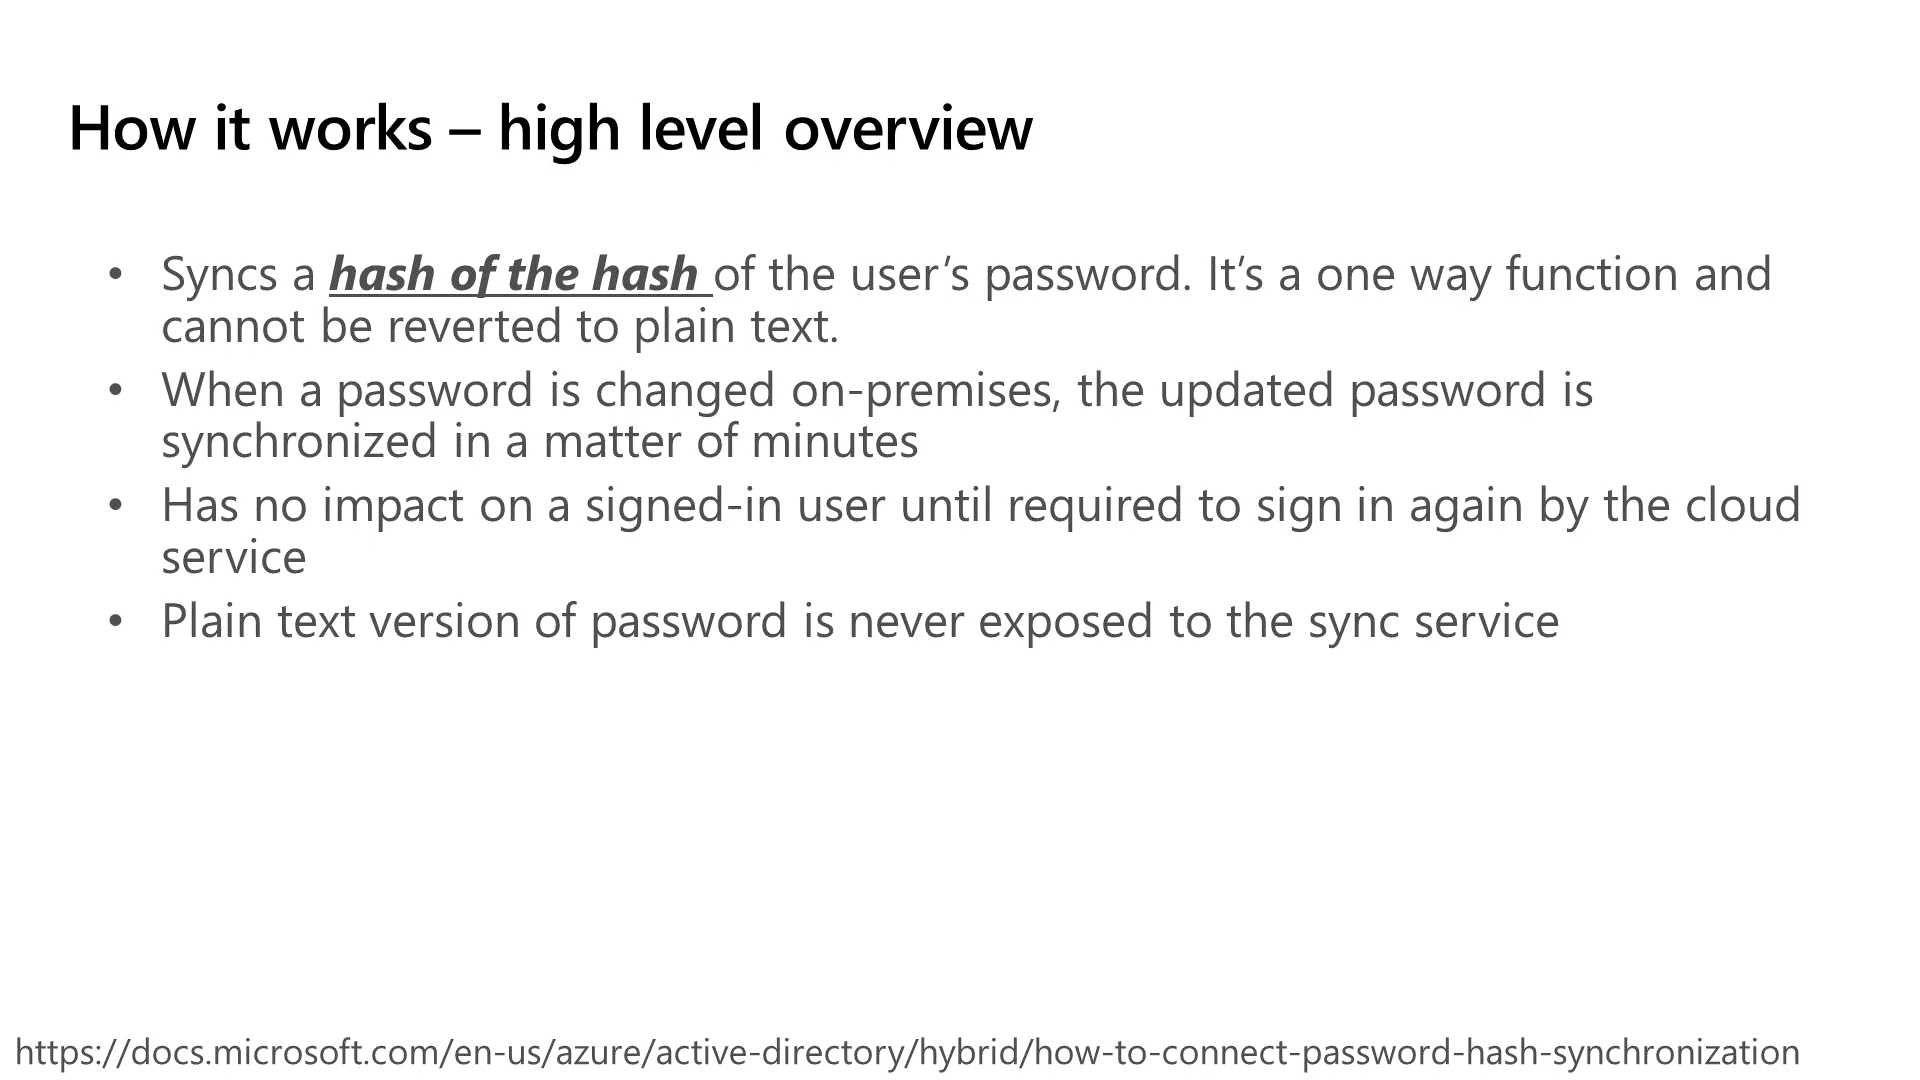 How it works – high level overview
• Syncs a hash of the hash of the user’s password. It’s a one way function and
cannot be reverted to plain text.
• When a password is changed on-premises, the updated password is
synchronized in a matter of minutes
• Has no impact on a signed-in user until required to sign in again by the cloud
service
• Plain text version of password is never exposed to the sync service
https://docs.microsoft.com/en-us/azure/active-directory/hybrid/how-to-connect-password-hash-synchronization